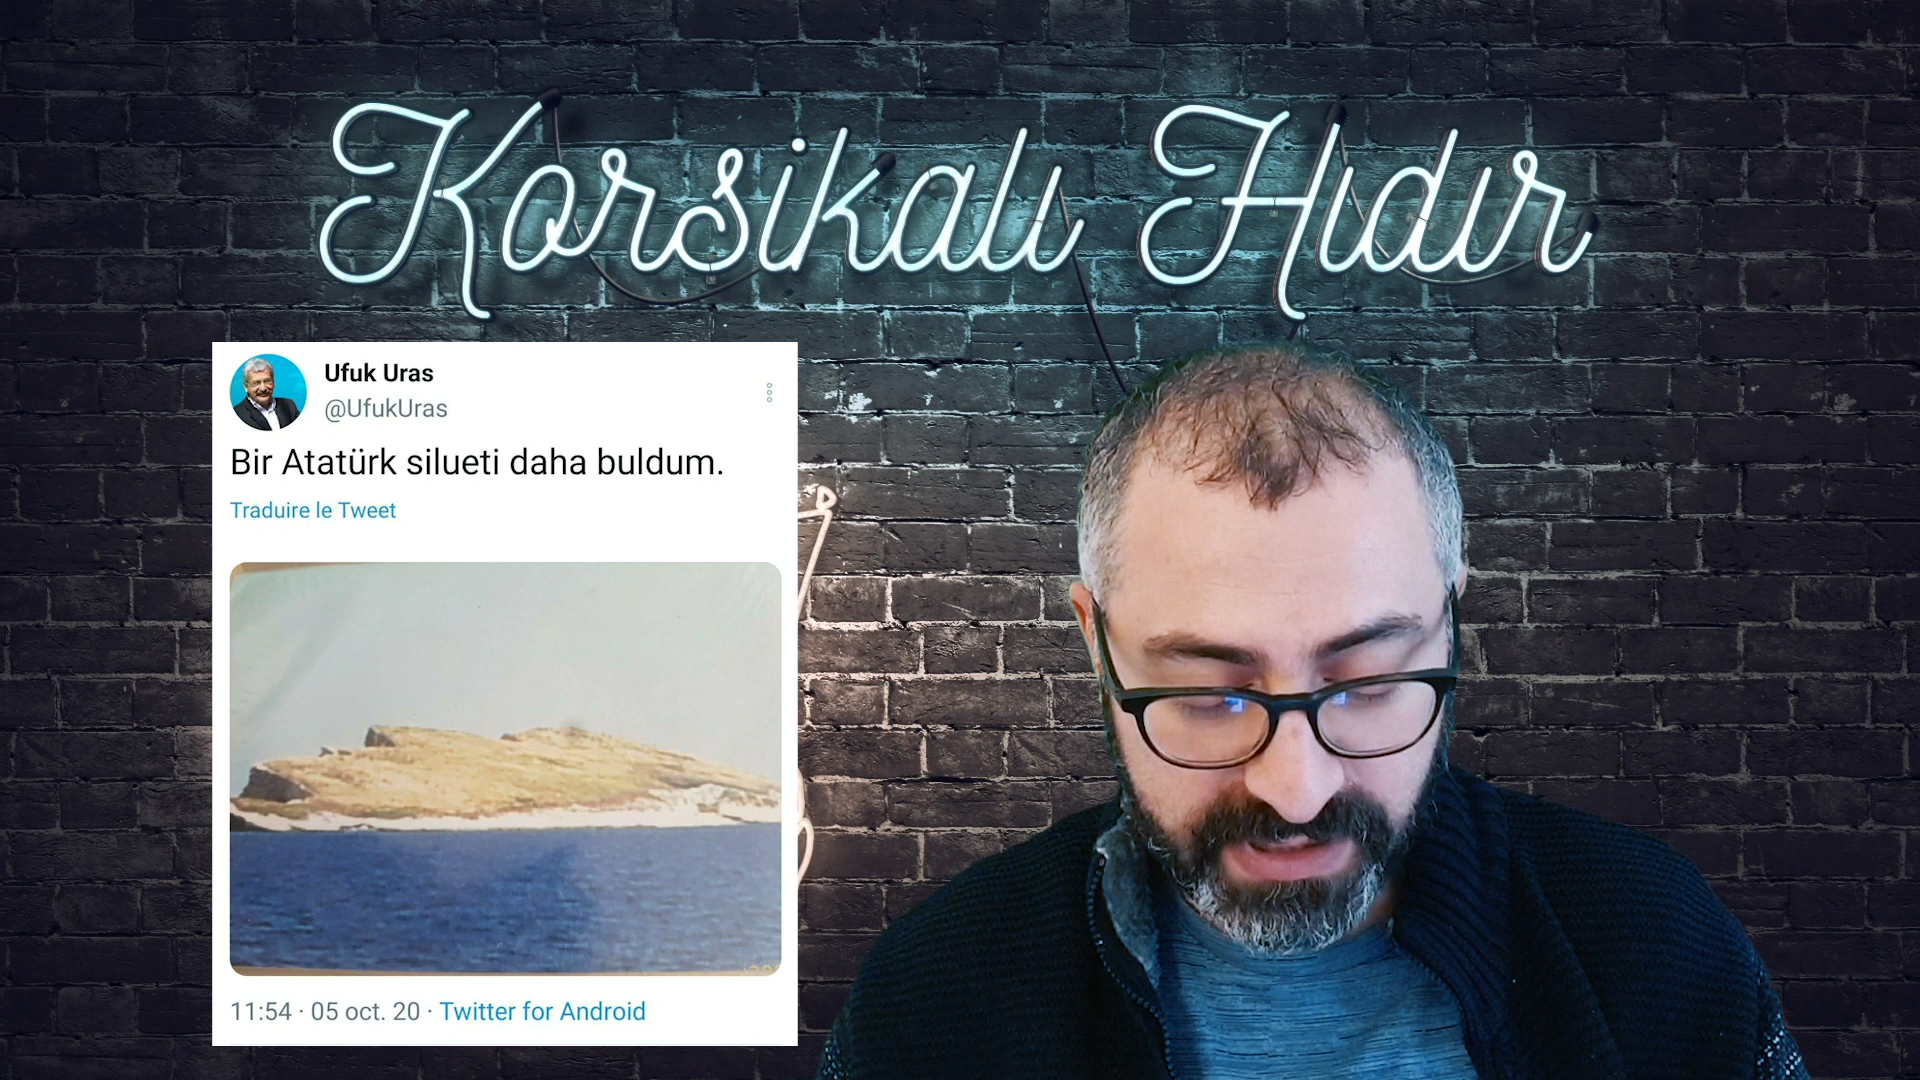 Korsikalı Hıdır
Ufuk Uras
@UfukUras
Bir Atatürk silueti daha buldum.
Traduire le Tweet
11:54 · 05 oct. 20 · Twitter for Android